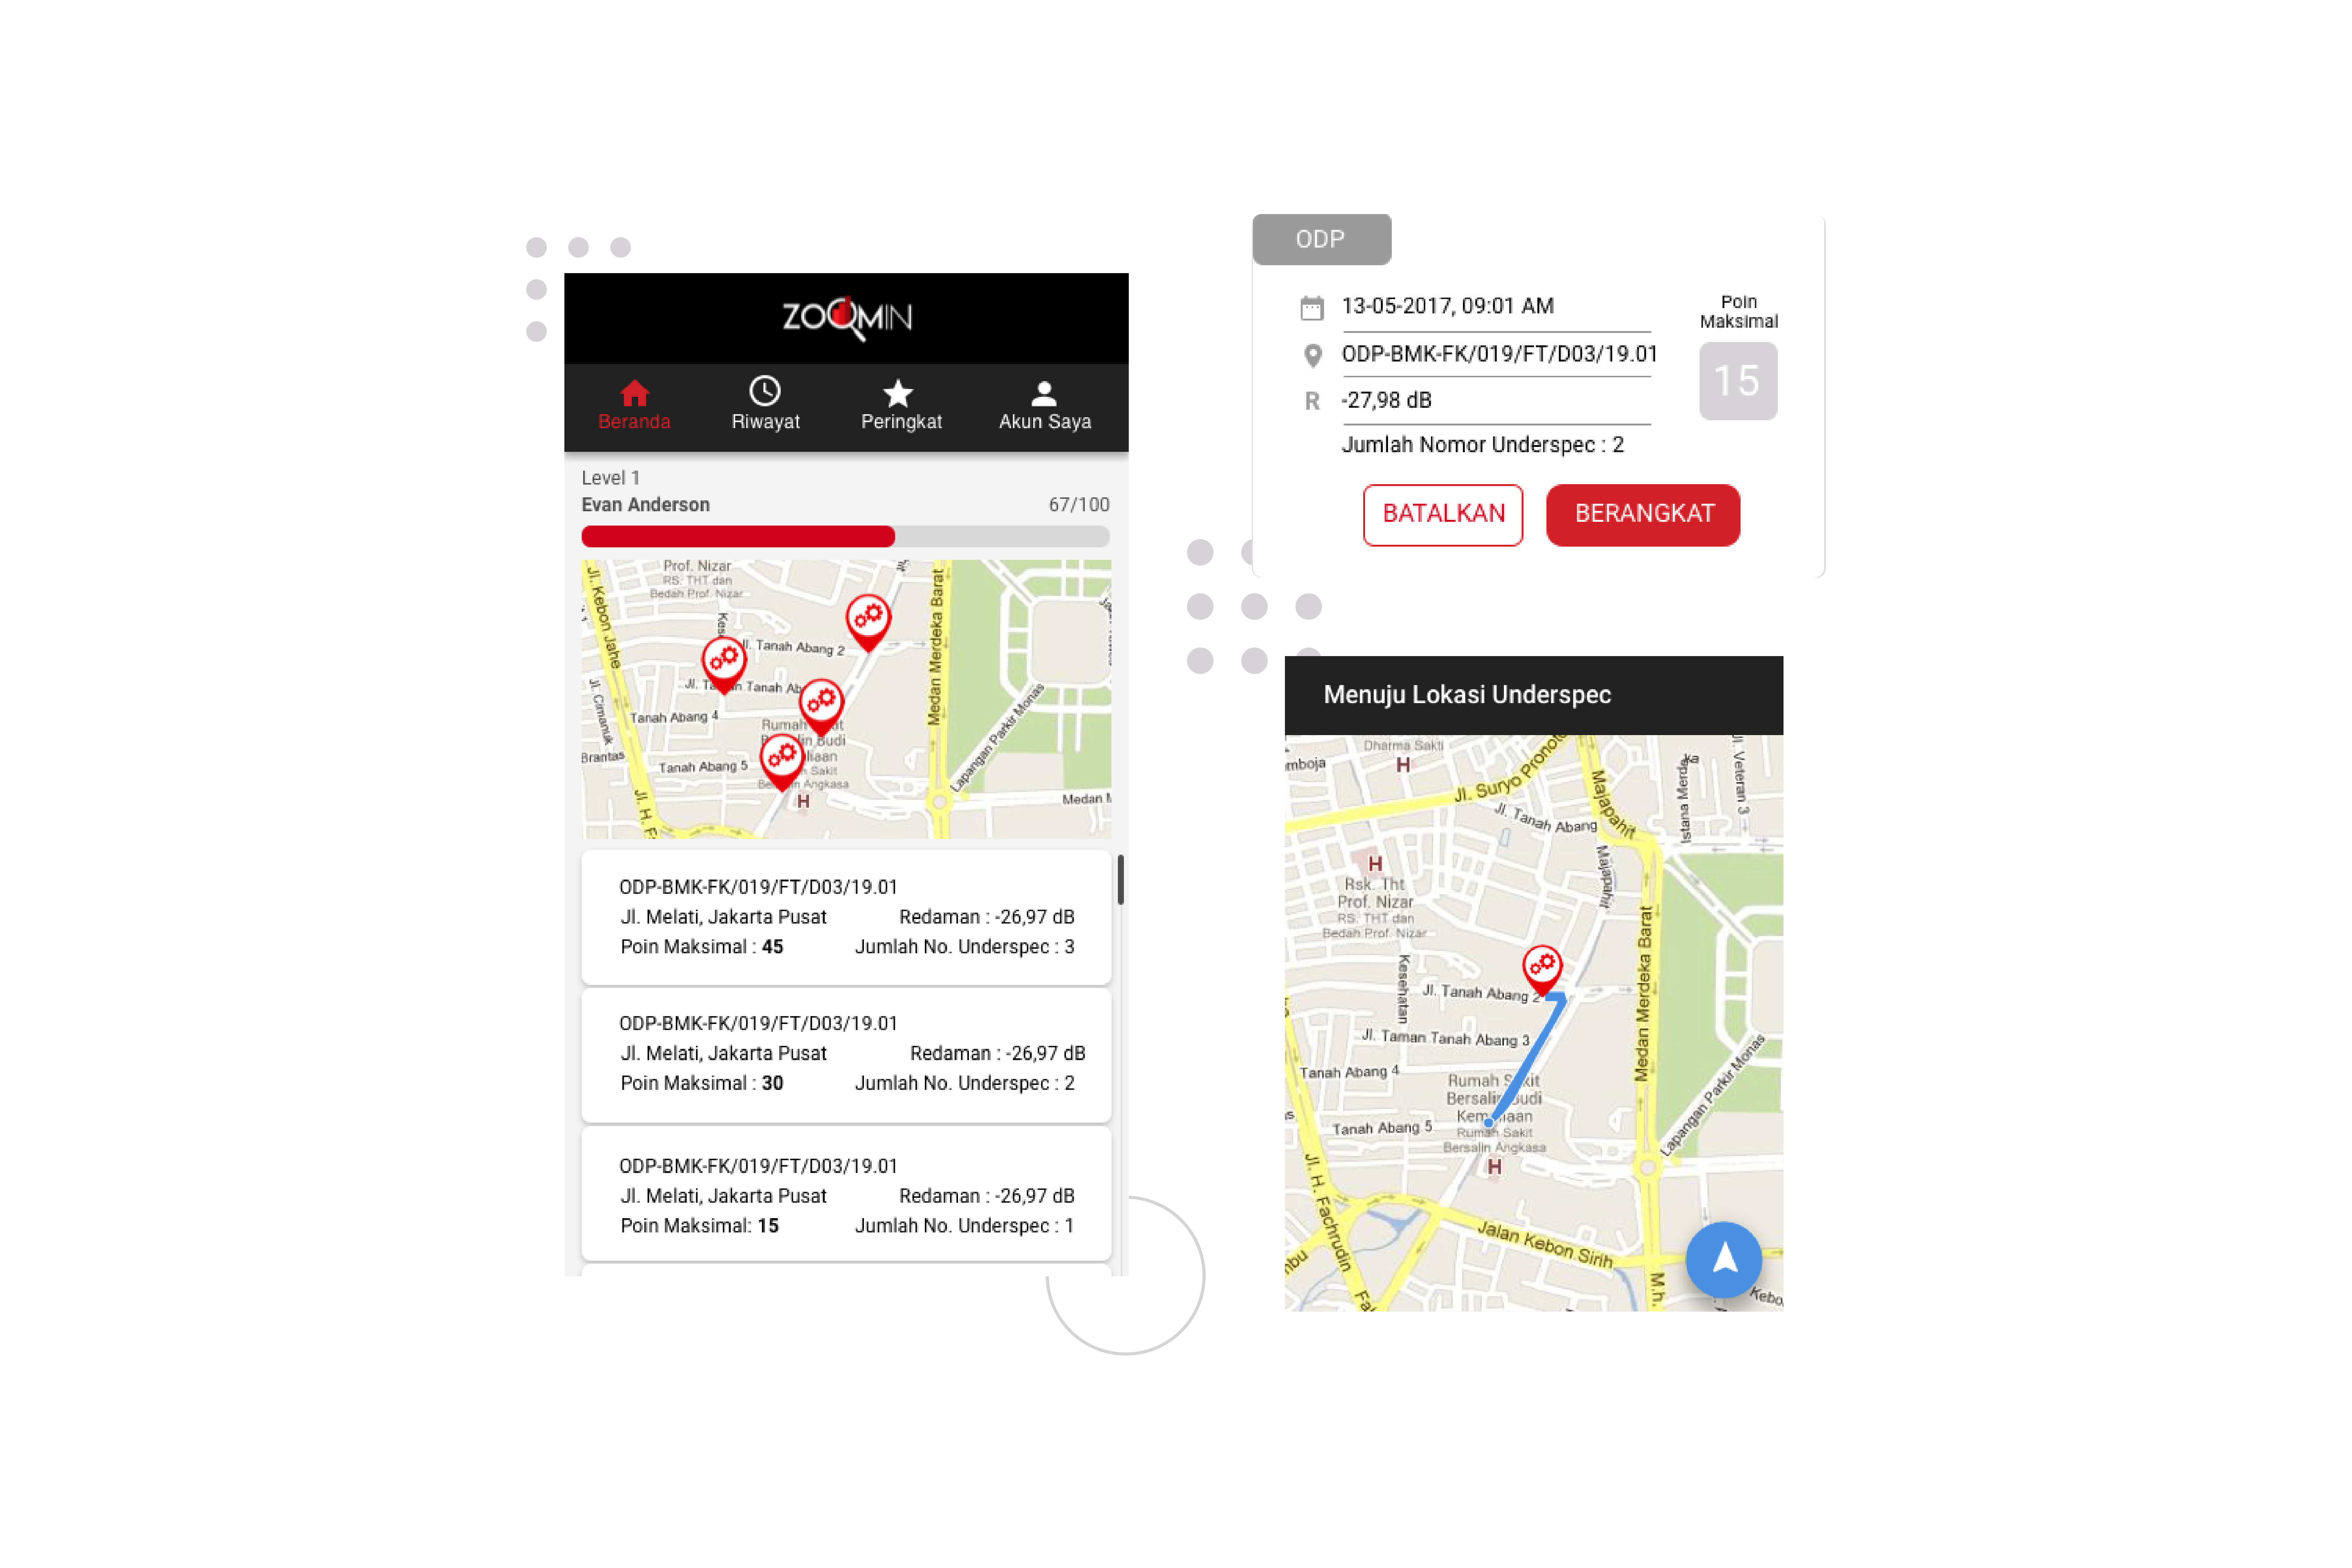 ZOOMIN
Beranda
Riwayat
Peringkat
Akun Saya
Level 1
Evan Anderson
67/100
Prof. Nizar
RS. THT dan
Bedah Prof. Nizar
Jl. Kebon Jahe
Jl. Tanah Abang 2
Medan Merdeka Barat
Jl. Cimanuk
Tanah Abang 4
Brantas
Tanah Abang 5
Lapangan Parkir Monas
H
Medan
ODP-BMK-FK/019/FT/D03/19.01
Jl. Melati, Jakarta Pusat
Redaman : -26,97 dB
Poin Maksimal : 45
Jumlah No. Underspec : 3
ODP-BMK-FK/019/FT/D03/19.01
Jl. Melati, Jakarta Pusat
Redaman : -26,97 dB
Poin Maksimal : 30
Jumlah No. Underspec : 2
ODP-BMK-FK/019/FT/D03/19.01
Jl. Melati, Jakarta Pusat
Redaman : -26,97 dB
Poin Maksimal: 15
Jumlah No. Underspec : 1
ODP
13-05-2017, 09:01 AM
ODP-BMK-FK/019/FT/D03/19.01
R -27,98 dB
Jumlah Nomor Underspec : 2
Poin
Maksimal
15
BATALKAN
BERANGKAT
Menuju Lokasi Underspec
Dharma Sakti
H
mboja
Jl. Suryo Pronoto
Majapahit
Istana Merdeka
Jl. Veteran 3
Jl. Tanah Abang
Majapahit
H
Rsk. Tht
Prof. Nizar
RS. THT dan
Bedah Prof. Nizar
Kesehatan
Jl. Tanah Abang 2
Medan Merdeka Barat
Jl. Taman Tanah Abang 3
Tanah Abang 4
Rumah Sakit
Bersalin Budi
Kemuliaan
Rumah Sakit
Bersalin Angkasa
H
Tanah Abang 5
Lapangan Parkir Monas
Jl. H. Fachrudin
Jalan Kebon Sirih
M.h.
Kebo